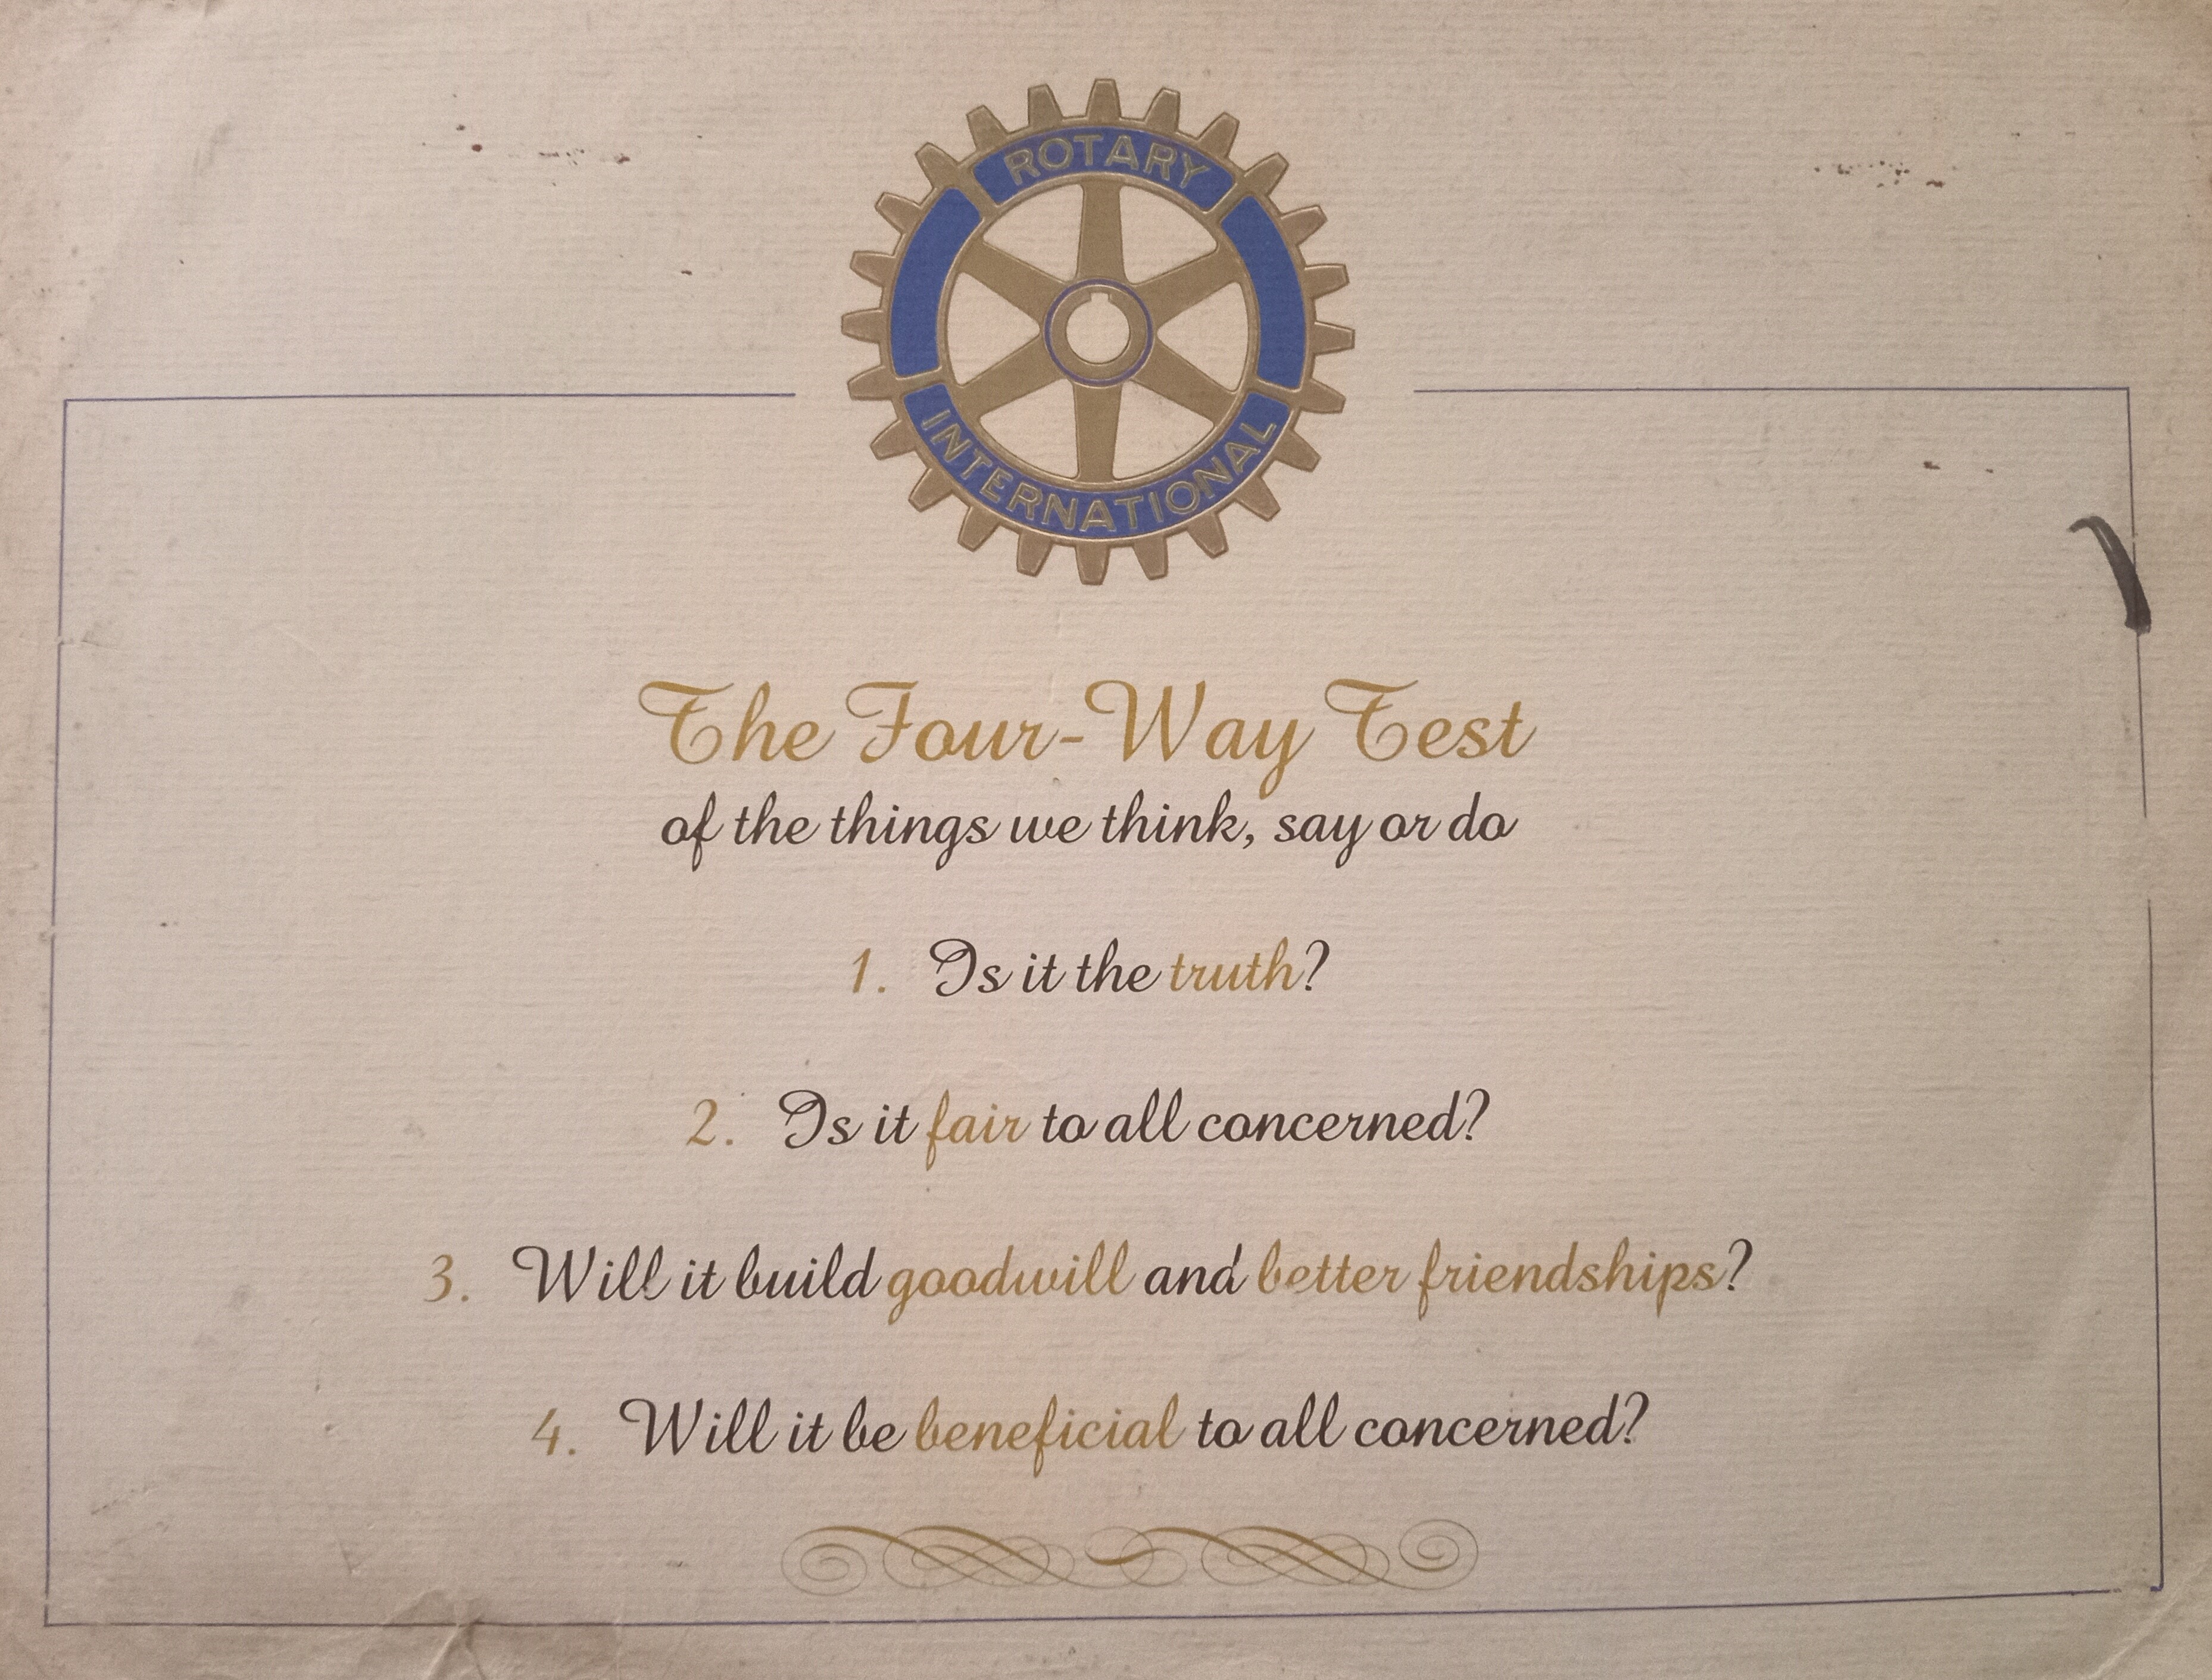 ROTARY
INTERNATIONAL
The Four-Way Test
of the things we think, say or do
1. Is it the truth?
2. Is it fair to all concerned?
3. Will it build goodwill and better friendships?
4. Will it be beneficial to all concerned?